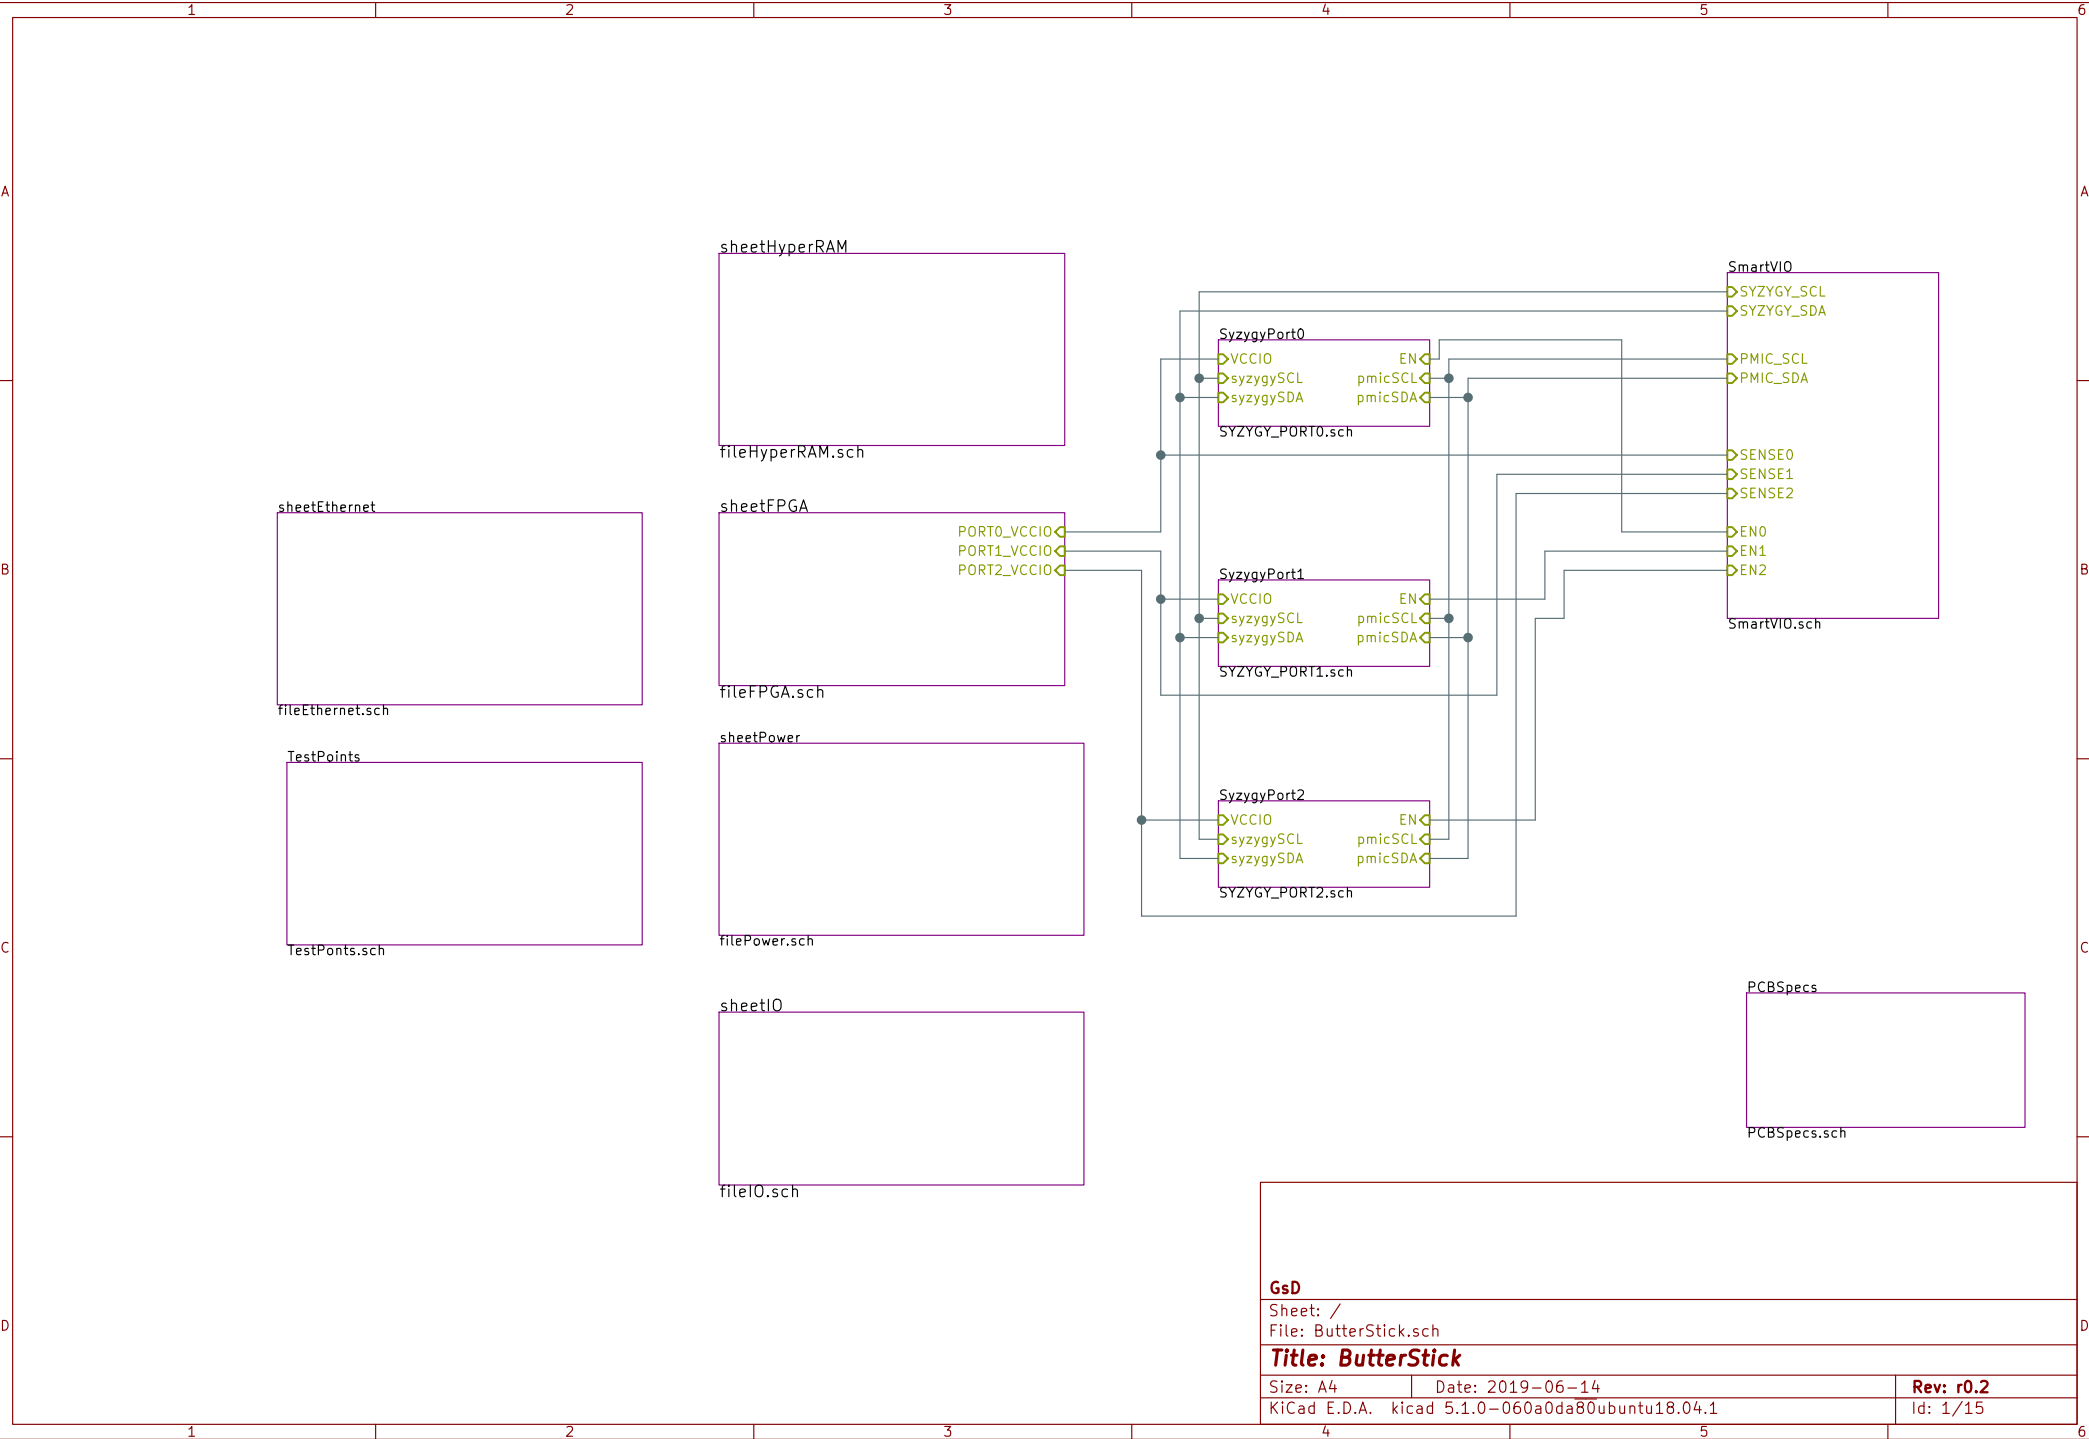 1 2 3 4 5 6
A A
sheetHyperRAM
fileHyperRAM.sch
SmartVIO
SYZYGY_SCL
SYZYGY_SDA
PMIC_SCL
PMIC_SDA
SENSE0
SENSE1
SENSE2
EN0
EN1
EN2
SmartVIO.sch
SyzygyPort0
VCCIO EN
syzygySCL pmicSCL
syzygySDA pmicSDA
SYZYGY_PORT0.sch
sheetEthernet
fileEthernet.sch
sheetFPGA
PORT0_VCCIO
PORT1_VCCIO
PORT2_VCCIO
fileFPGA.sch
B B
SyzygyPort1
VCCIO EN
syzygySCL pmicSCL
syzygySDA pmicSDA
SYZYGY_PORT1.sch
TestPoints
TestPonts.sch
sheetPower
filePower.sch
SyzygyPort2
VCCIO EN
syzygySCL pmicSCL
syzygySDA pmicSDA
SYZYGY_PORT2.sch
C C
sheetIO
fileIO.sch
PCBSpecs
PCBSpecs.sch
D D
GsD
Sheet: /
File: ButterStick.sch
Title: ButterStick
Size: A4 Date: 2019-06-14 Rev: r0.2
KiCad E.D.A. kicad 5.1.0-060a0da80ubuntu18.04.1 Id: 1/15
1 2 3 4 5 6